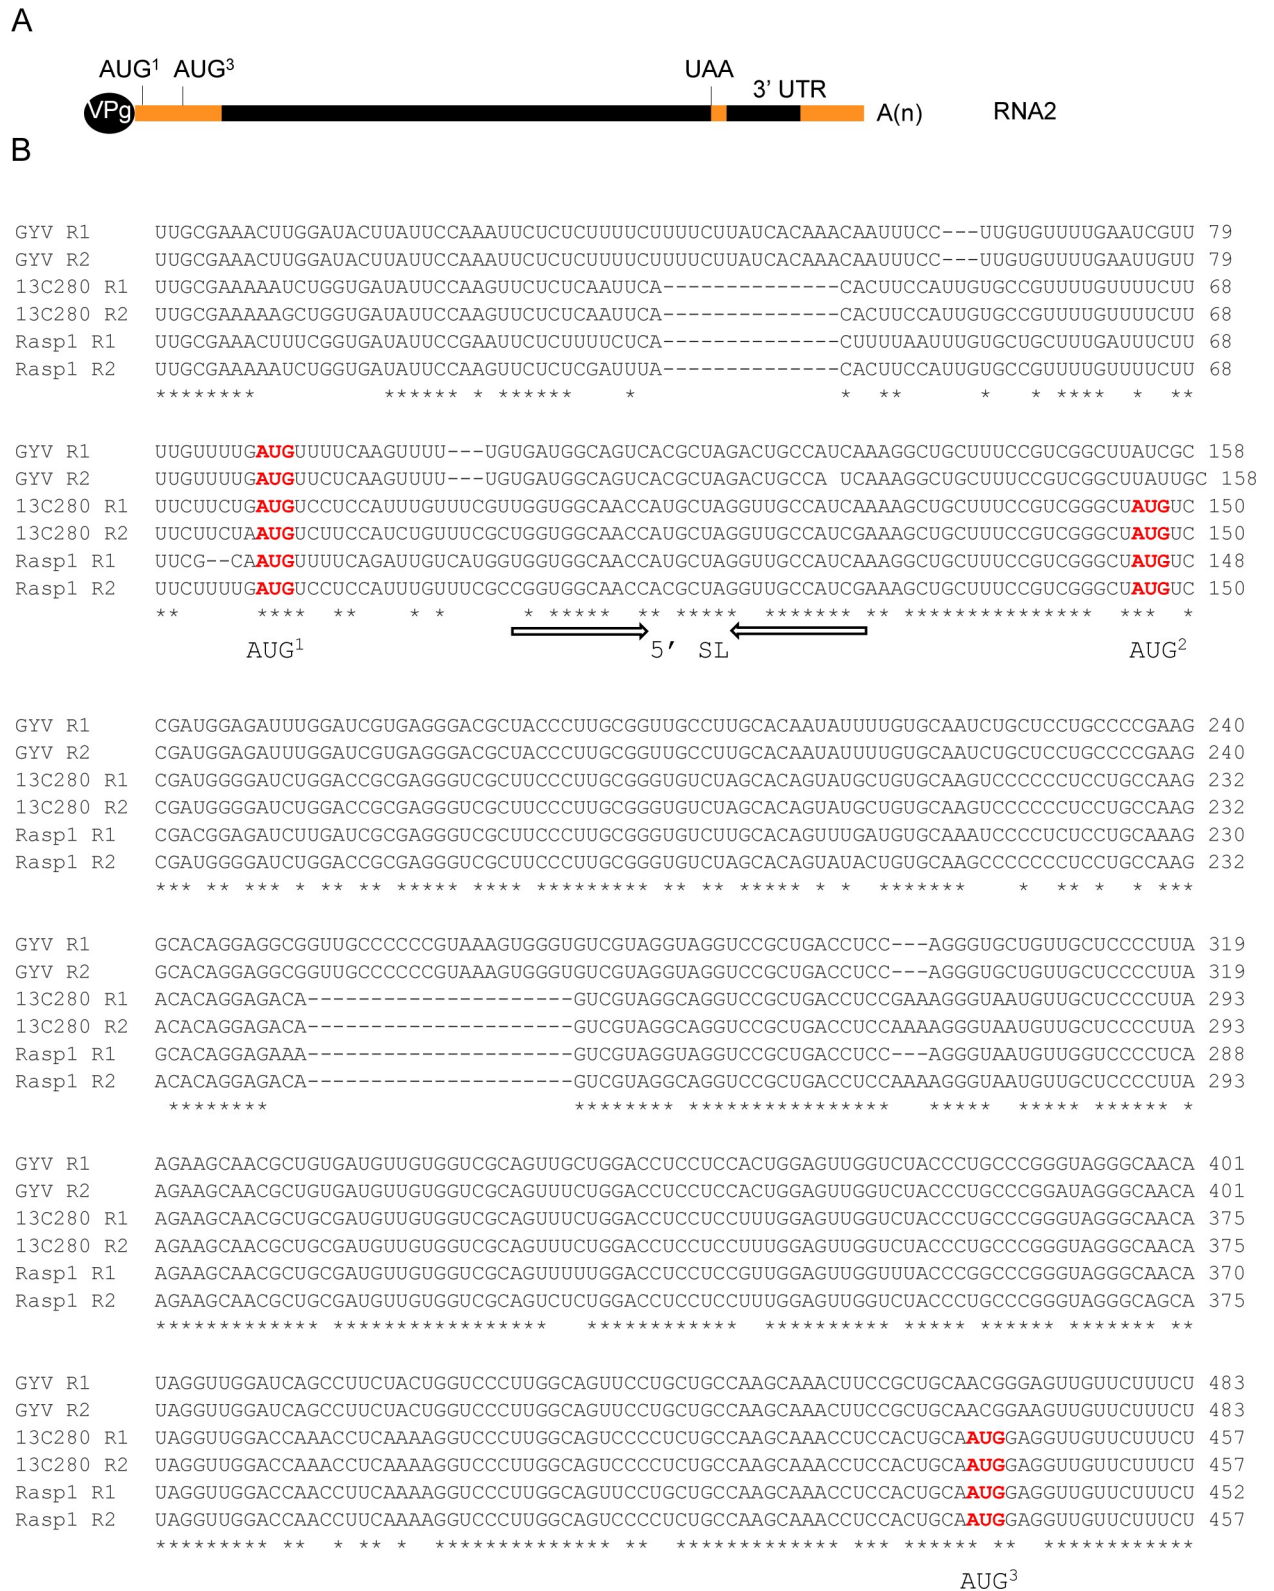 A
AUG¹ AUG³ UAA 3’ UTR
VPg A(n) RNA2
B
GYV R1 UUGCGAAACUUGGAUACUUAUUCCAAAUUCUCUCUUUUCUUUUCUUAUCACAAACAAUUUCC---UUGUGUUUUGAAUCGUU 79
GYV R2 UUGCGAAACUUGGAUACUUAUUCCAAAUUCUCUCUUUUCUUUUCUUAUCACAAACAAUUUCC---UUGUGUUUUGAAUUGUU 79
13C280 R1 UUGCGAAAAAUCUGGUGAUAUUCCAAGUUCUCUCAAUUCA--------------CACUUCCAUUGUGCCGUUUUGUUUUCUU 68
13C280 R2 UUGCGAAAAAGCUGGUGAUAUUCCAAGUUCUCUCAAUUCA--------------CACUUCCAUUGUGCCGUUUUGUUUUCUU 68
Rasp1 R1 UUGCGAAACUUUCGGUGAUAUUCCGAAUUCUCUUUUCUCA--------------CUUUUAAUUUGUGCUGCUUUGAUUUCUU 68
Rasp1 R2 UUGCGAAAAAUCUGGUGAUAUUCCAAGUUCUCUCGAUUUA--------------CACUUCCAUUGUGCCGUUUUGUUUUCUU 68
******** ****** * ****** * * ** * * **** * **
GYV R1 UUGUUUUGAUGUUUUCAAGUUUU---UGUGAUGGCAGUCACGCUAGACUGCCAUCAAAGGCUGCUUUCCGUCGGCUUAUCGC 158
GYV R2 UUGUUUUGAUGUUCUCAAGUUUU---UGUGAUGGCAGUCACGCUAGACUGCCA UCAAAGGCUGCUUUCCGUCGGCUUAUUGC 158
13C280 R1 UUCUUCUGAUGUCCUCCAUUUGUUCGUUGGUGGCAACCAUGCUAGGUUGCCAUCAAAAGCUGCUUUCCGUCGGGCUAUGUC 150
13C280 R2 UUCUUCUAAUGUCUUCCAUCUGUUCGCUGGUGGCAACCAUGCUAGGUUGCCAUCGAAAGCUGCUUUCCGUCGGGCUAUGUC 150
Rasp1 R1 UUCG--CAAUGUUUUCAGAUUGUUCAUGGUGGUGGCAACCAUGCUAGGUUGCCAUCAAAGGCUGCUUUCCGUCGGGCUAUGUC 148
Rasp1 R2 UUCUUUUGAUGUCCUCCAUUUGUUCGCCGGUGGCAACCACGCUAGGUUGCCAUCGAAAGCUGCUUUCCGUCGGGCUAUGUC 150
** **** ** * * * ***** ** ***** ******* ** *************** *** *
AUG¹ 5’ SL AUG²
GYV R1 CGAUGGAGAUUUGGAUCGUGAGGGACGCUACCCUUGCGGUUGCCUUGCACAAUAUUUUGUGCAAUCUGCUCCUGCCCCGAAG 240
GYV R2 CGAUGGAGAUUUGGAUCGUGAGGGACGCUACCCUUGCGGUUGCCUUGCACAAUAUUUUGUGCAAUCUGCUCCUGCCCCGAAG 240
13C280 R1 CGAUGGGGAUCUGGACCGCGAGGGUCGCUUCCCUUGCGGGUGUCUAGCACAGUAUGCUGUGCAAGUCCCCCCUCCUGCCAAG 232
13C280 R2 CGAUGGGGAUCUGGACCGCGAGGGUCGCUUCCCUUGCGGGUGUCUAGCACAGUAUGCUGUGCAAGUCCCCCCUCCUGCCAAG 232
Rasp1 R1 CGACGGAGAUCUUGAUCGCGAGGGUCGCUUCCCUUGCGGGUGUCUUGCACAGUUUGAUGUGCAAAUCCCCUCUCCUGCAAAG 230
Rasp1 R2 CGAUGGGGAUCUGGACCGCGAGGGUCGCUUCCCUUGCGGGUGUCUAGCACAGUAUACUGUGCAAGCCCCCCCUCCUGCCAAG 232
*** ** *** * ** ** ***** **** ********* ** ** ***** * * ******* * ** * * ***
GYV R1 GCACAGGAGGCGGUUGCCCCCCGUAAAGUGGGUGUCGUAGGUAGGUCCGCUGACCUCC---AGGGUGCUGUUGCUCCCCUUA 319
GYV R2 GCACAGGAGGCGGUUGCCCCCCGUAAAGUGGGUGUCGUAGGUAGGUCCGCUGACCUCC---AGGGUGCUGUUGCUCCCCUUA 319
13C280 R1 ACACAGGAGACA---------------------GUCGUAGGCAGGUCCGCUGACCUCCGAAAGGGUAAUGUUGCUCCCCUUA 293
13C280 R2 ACACAGGAGACA---------------------GUCGUAGGCAGGUCCGCUGACCUCCAAAAGGGUAAUGUUGCUCCCCUUA 293
Rasp1 R1 GCACAGGAGAAA---------------------GUCGUAGGUAGGUCCGCUGACCUCC---AGGGUAAUGUUGGUCCCCUCA 288
Rasp1 R2 ACACAGGAGACA---------------------GUCGUAGGCAGGUCCGCUGACCUCCAAAAGGGUAAUGUUGCUCCCCUUA 293
******** ******** **************** ***** ***** ****** *
GYV R1 AGAAGCAACGCUGUGAUGUUGUGGUCGCAGUUGCUGGACCUCCUCCACUGGAGUUGGUCUACCCUGCCCGGGUAGGGCAACA 401
GYV R2 AGAAGCAACGCUGUGAUGUUGUGGUCGCAGUUUCUGGACCUCCUCCACUGGAGUUGGUCUACCCUGCCCGGAUAGGGCAACA 401
13C280 R1 AGAAGCAACGCUGCGAUGUUGUGGUCGCAGUUUCUGGACCUCCUCCUUUGGAGUUGGUCUACCCUGCCCGGGUAGGGCAACA 375
13C280 R2 AGAAGCAACGCUGCGAUGUUGUGGUCGCAGUUUCUGGACCUCCUCCUUUGGAGUUGGUCUACCCUGCCCGGGUAGGGCAACA 375
Rasp1 R1 AGAAGCAACGCUGCGAUGUUGUGGUCGCAGUUUUUGGACCUCCUCCGUUGGAGUUGGUUUACCCGGCCCGGGUAGGGCAACA 370
Rasp1 R2 AGAAGCAACGCUGCGAUGUUGUGGUCGCAGUCUCUGGACCUCCUCCUUUGGAGUUGGUCUACCCUGCCCGGGUAGGGCAGCA 375
************* ***************** ************ ********** ***** ****** ******* **
GYV R1 UAGGUUGGAUCAGCCUUCUACUGGUCCCUUGGCAGUUCCUGCUGCCAAGCAAACUUCCGCUGCAACGGGAGUUGUUCUUUCU 483
GYV R2 UAGGUUGGAUCAGCCUUCUACUGGUCCCUUGGCAGUUCCUGCUGCCAAGCAAACUUCCGCUGCAACGGAAGUUGUUCUUUCU 483
13C280 R1 UAGGUUGGACCAAACCUCAAAAGGUCCCUUGGCAGUCCCCUCUGCCAAGCAAACCUCCACUGCAAUGGAGGUUGUUCUUUCU 457
13C280 R2 UAGGUUGGACCAAACCUCAAAAGGUCCCUUGGCAGUCCCCUCUGCCAAGCAAACCUCCACUGCAAUGGAGGUUGUUCUUUCU 457
Rasp1 R1 UAGGUUGGACCAACCUUCAAAAGGUCCCUUGGCAGUUCCUGCUGCCAAGCAAACCUCCACUGCAAUGGAGGUUGUUCUUUCU 452
Rasp1 R2 UAGGUUGGACCAACCUUCAAAAGGUCCCUUGGCAGUCCCCUCUGCCAAGCAAACCUCCACUGCAAUGGAGGUUGUUCUUUCU 457
********* ** * ** * *************** ** ************* *** ****** ** ************
AUG³